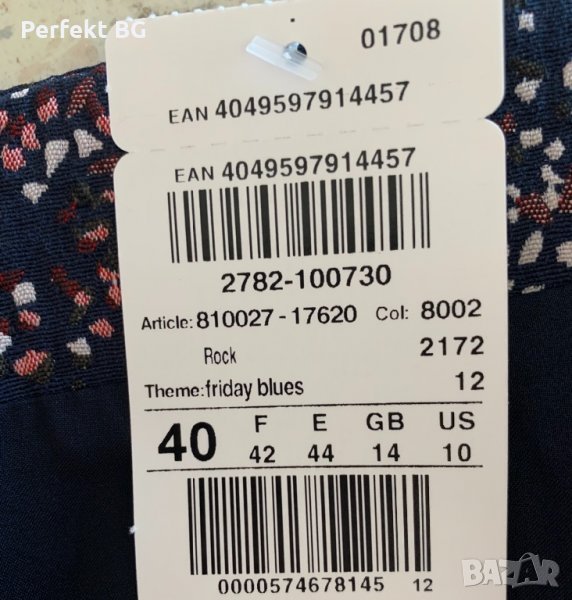 Perfekt BG
01708
EAN 4049597914457
EAN 4049597914457
2782-100730
Article: 810027-17620 Col: 8002
Rock 2172
Theme: friday blues 12
40 F E GB US
42 44 14 10
0000574678145 12
BAZAR